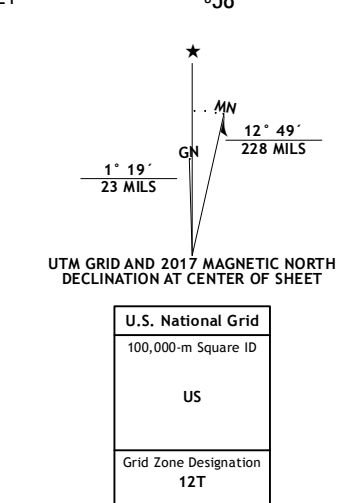 ★
MN
12° 49´
228 MILS
GN
1° 19´
23 MILS
UTM GRID AND 2017 MAGNETIC NORTH
DECLINATION AT CENTER OF SHEET
U.S. National Grid
100,000-m Square ID
US
Grid Zone Designation
12T